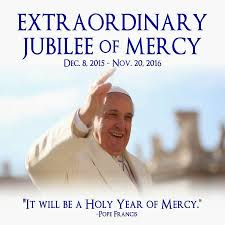 EXTRAORDINARY
JUBILEE OF MERCY
DEC. 8, 2015 - NOV. 20, 2016
"IT WILL BE A HOLY YEAR OF MERCY."
-POPE FRANCIS